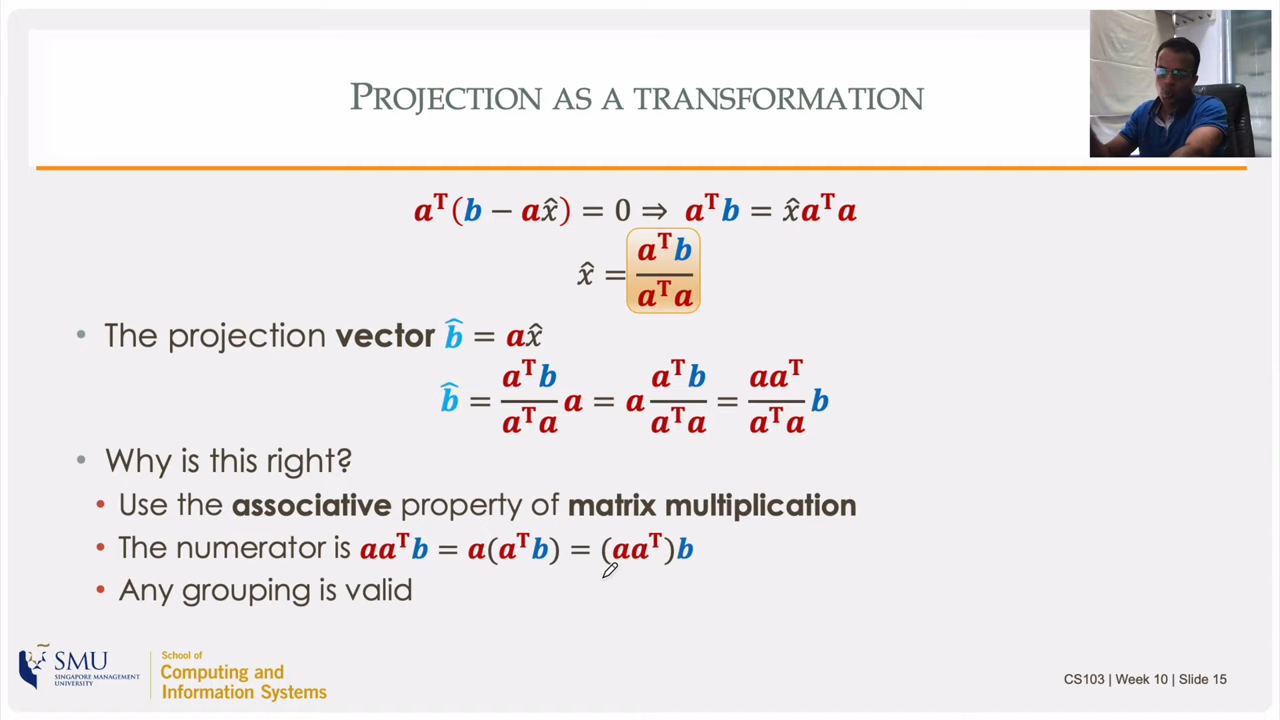 PROJECTION AS A TRANSFORMATION
aᵀ(b − ax̂) = 0 ⇒ aᵀb = x̂aᵀa
x̂ = aᵀb / aᵀa
• The projection vector b̂ = ax̂
b̂ = aᵀb / aᵀa a = a aᵀb / aᵀa = aaᵀ / aᵀa b
• Why is this right?
• Use the associative property of matrix multiplication
• The numerator is aaᵀb = a(aᵀb) = (aaᵀ)b
• Any grouping is valid
SMU
SINGAPORE MANAGEMENT
UNIVERSITY
School of
Computing and
Information Systems
CS103 | Week 10 | Slide 15